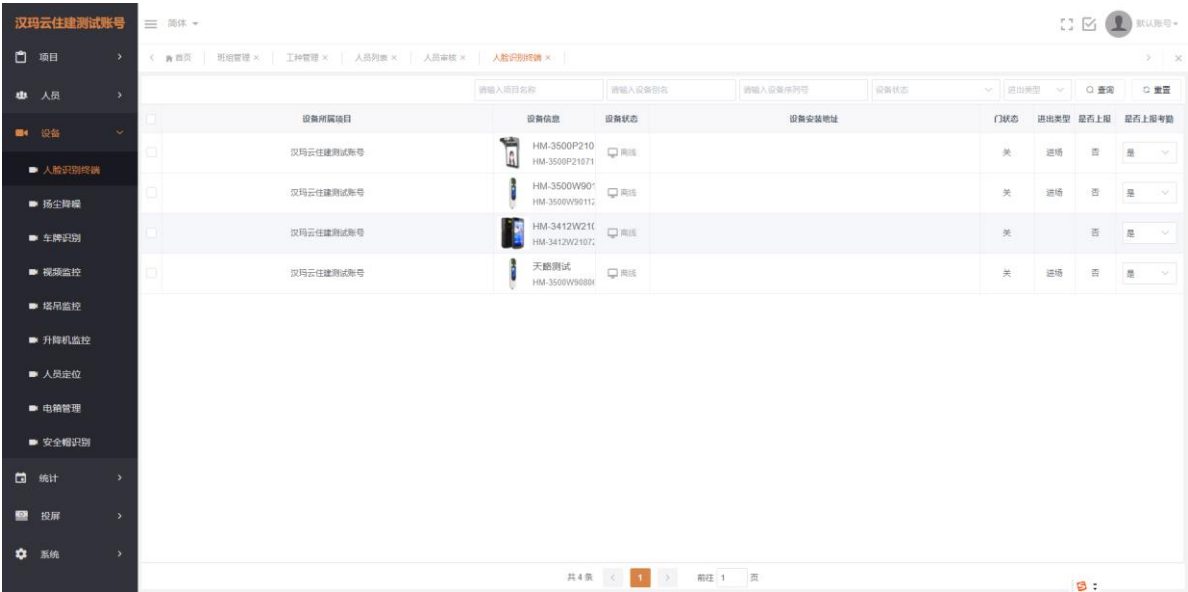 汉玛云住建测试账号
简体
默认账号
项目
首页 班组管理 × 工种管理 × 人员列表 × 人员审核 × 人脸识别终端 ×
人员
请输入项目名称 请输入设备别名 请输入设备序列号 设备状态 进出类型 查询 重置
设备
设备所属项目 设备信息 设备状态 设备安装地址 门状态 进出类型 是否上报 是否上报考勤
人脸识别终端
汉玛云住建测试账号 HM-3500P210 离线 关 进场 否 是
HM-3500P21071
扬尘降噪
汉玛云住建测试账号 HM-3500W901 离线 关 进场 否 是
HM-3500W90112
车牌识别
汉玛云住建测试账号 HM-3412W210 离线 关 否 是
HM-3412W21072
视频监控
汉玛云住建测试账号 天略测试 离线 关 进场 否 是
HM-3500W9080
塔吊监控
升降机监控
人员定位
电箱管理
安全帽识别
统计
投屏
系统
共 4 条 1 前往 1 页